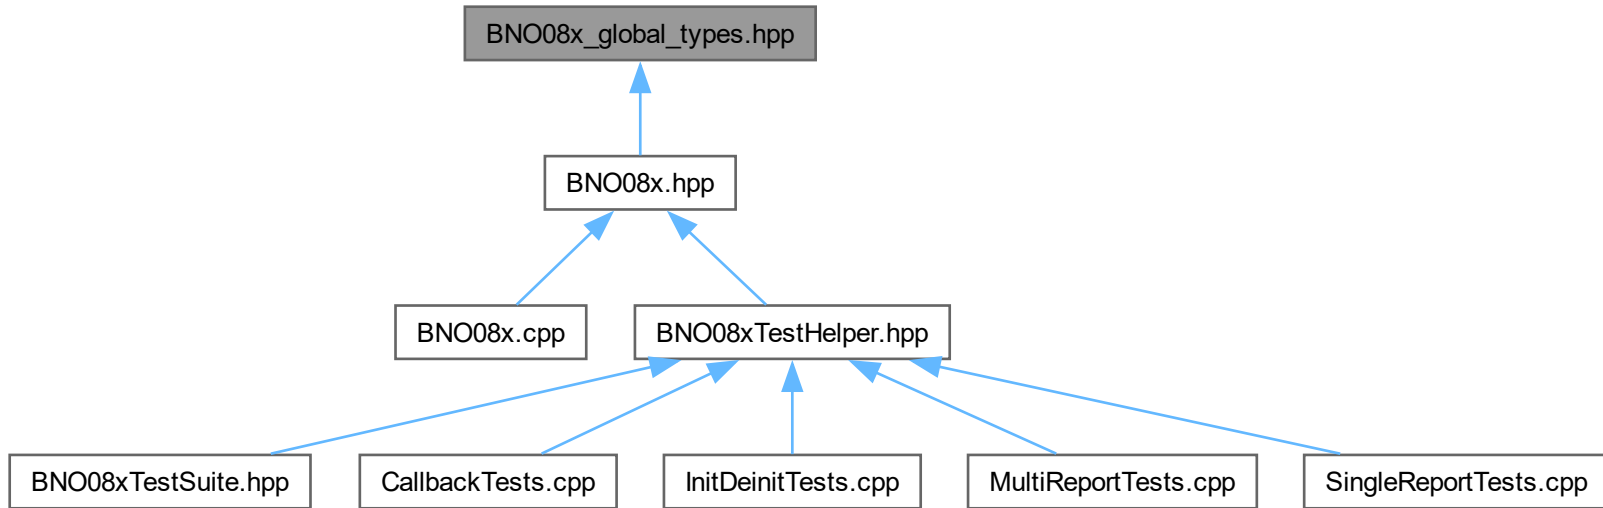 BNO08x_global_types.hpp
BNO08x.hpp
BNO08x.cpp
BNO08xTestHelper.hpp
BNO08xTestSuite.hpp
CallbackTests.cpp
InitDeinitTests.cpp
MultiReportTests.cpp
SingleReportTests.cpp